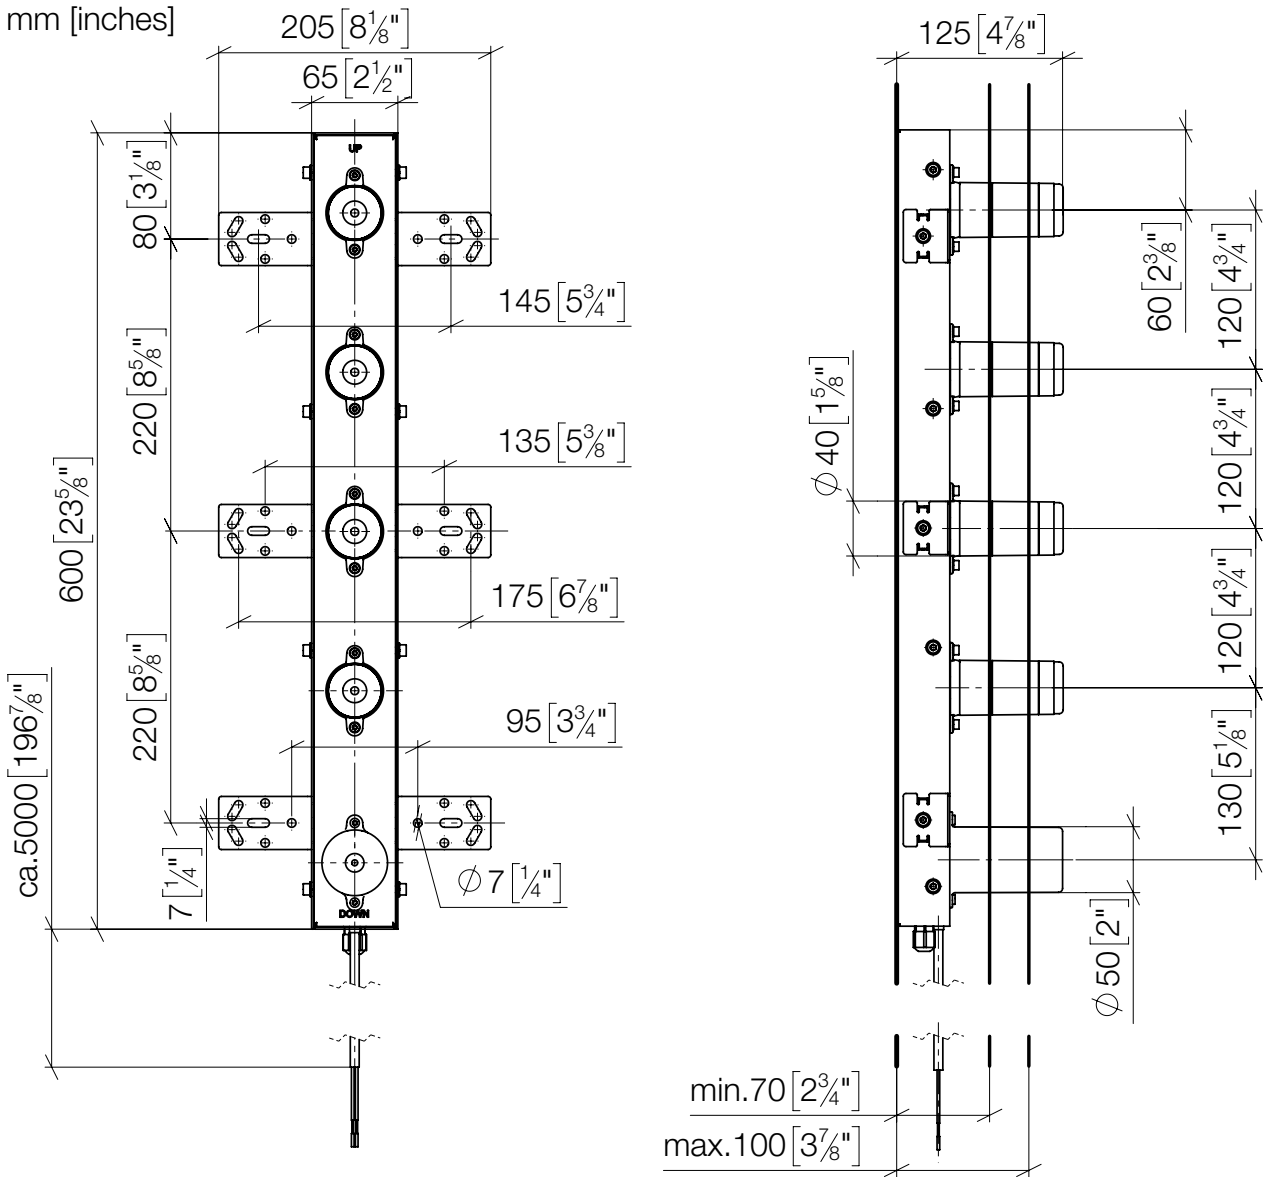 mm [inches]
205 [8⅛"]
65 [2½"]
125 [4⅞"]
UP
80 [3⅛"]
60 [2⅜"]
120 [4¾"]
145 [5¾"]
220 [8⅝"]
Ø 40 [1⅝"]
135 [5⅜"]
120 [4¾"]
600 [23⅝"]
175 [6⅞"]
120 [4¾"]
220 [8⅝"]
95 [3¾"]
ca.5000 [196⅞"]
130 [5⅛"]
7 [¼"]
Ø 7 [¼"]
DOWN
Ø 50 [2"]
min.70 [2¾"]
max.100 [3⅞"]